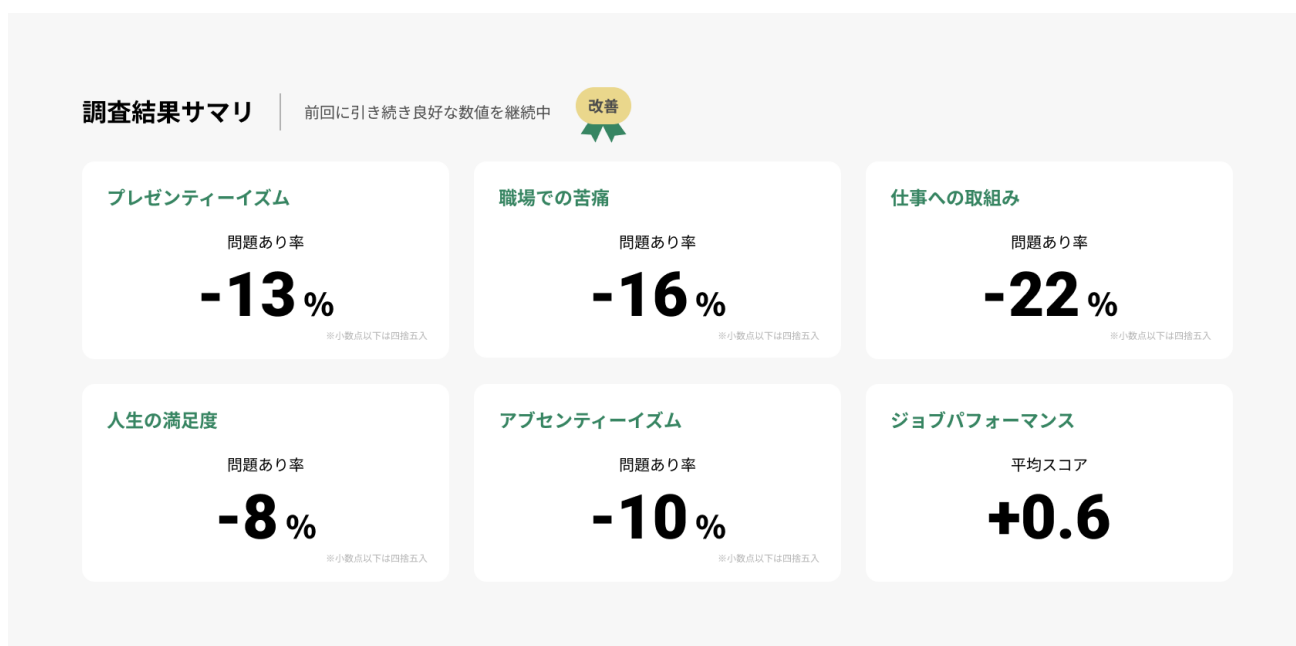 調査結果サマリ
前回に引き続き良好な数値を継続中
改善
プレゼンティーイズム
問題あり率
-13 %
※小数点以下は四捨五入
職場での苦痛
問題あり率
-16 %
※小数点以下は四捨五入
仕事への取組み
問題あり率
-22 %
※小数点以下は四捨五入
人生の満足度
問題あり率
-8 %
※小数点以下は四捨五入
アブセンティーイズム
問題あり率
-10 %
※小数点以下は四捨五入
ジョブパフォーマンス
平均スコア
+0.6